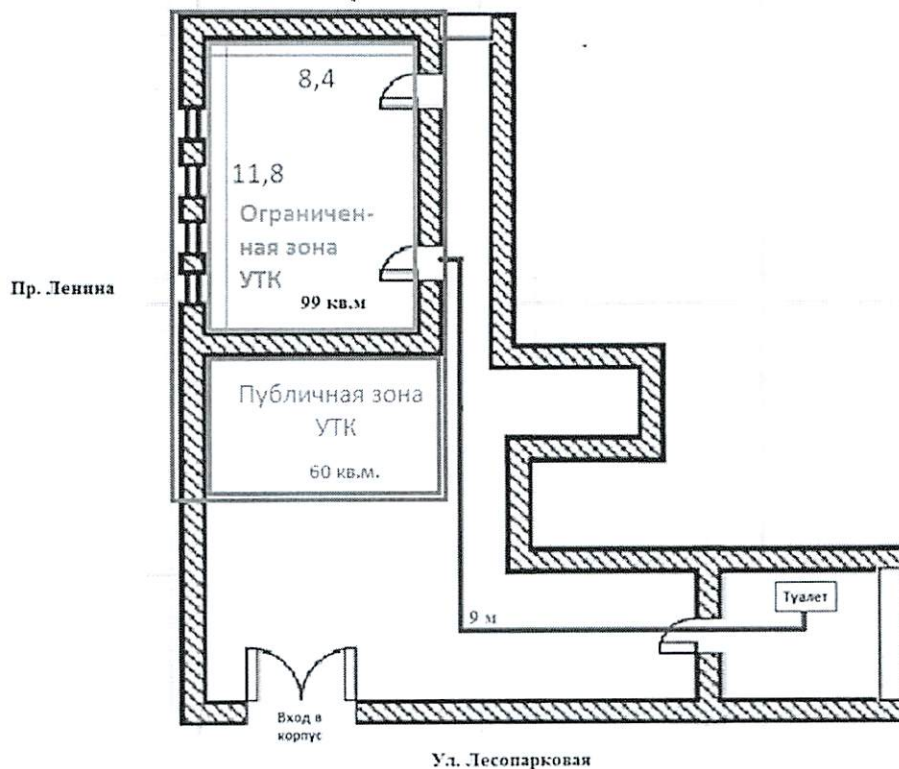 8,4
11,8
Ограничен-
ная зона
УТК
99 кв.м
Пр. Ленина
Публичная зона
УТК
60 кв.м.
Туалет
9 м
Вход в
корпус
Ул. Лесопарковая